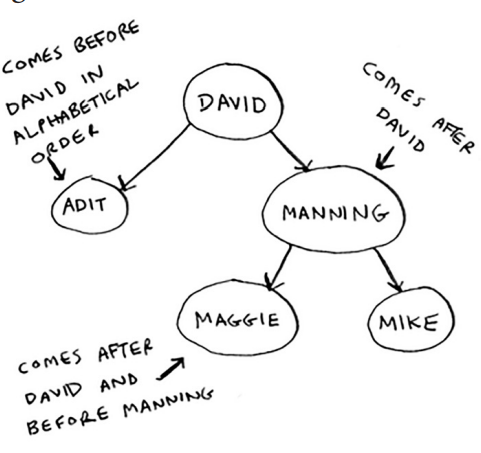 COMES BEFORE
DAVID IN
ALPHABETICAL
ORDER
DAVID
COMES AFTER
DAVID
ADIT
MANNING
MAGGIE
MIKE
COMES AFTER
DAVID AND
BEFORE MANNING